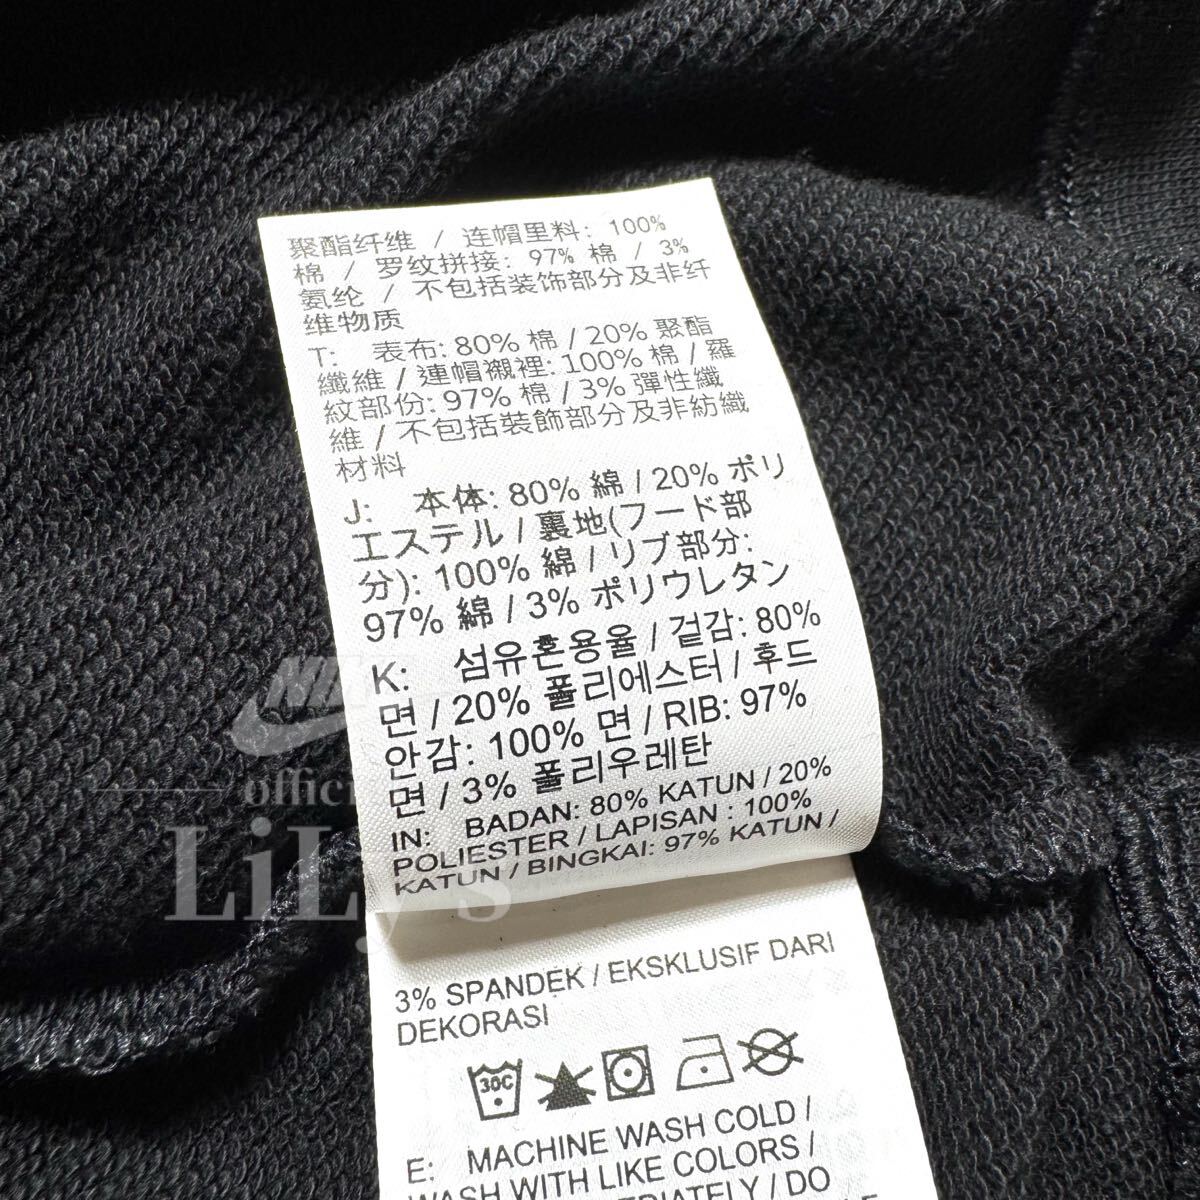 聚酯纤维 / 连帽里料: 100%
棉 / 罗纹拼接: 97% 棉 / 3%
氨纶 / 不包括装饰部分及非纤
维物质
T: 表布: 80% 棉 / 20% 聚酯
纖維 / 連帽襯裡: 100% 棉 / 羅
紋部份: 97% 棉 / 3% 彈性纖
維 / 不包括裝飾部分及非紡織
材料
J: 本体: 80% 綿 / 20% ポリ
エステル / 裏地(フード部
分): 100% 綿 / リブ部分:
97% 綿 / 3% ポリウレタン
K: 섬유혼용율 / 겉감: 80%
면 / 20% 폴리에스터 / 후드
안감: 100% 면 / RIB: 97%
면 / 3% 폴리우레탄
IN: BADAN: 80% KATUN / 20%
POLIESTER / LAPISAN : 100%
KATUN / BINGKAI: 97% KATUN /
3% SPANDEK / EKSKLUSIF DARI
DEKORASI
30C
E: MACHINE WASH COLD /
WASH WITH LIKE COLORS /
/ DO
LiLy's